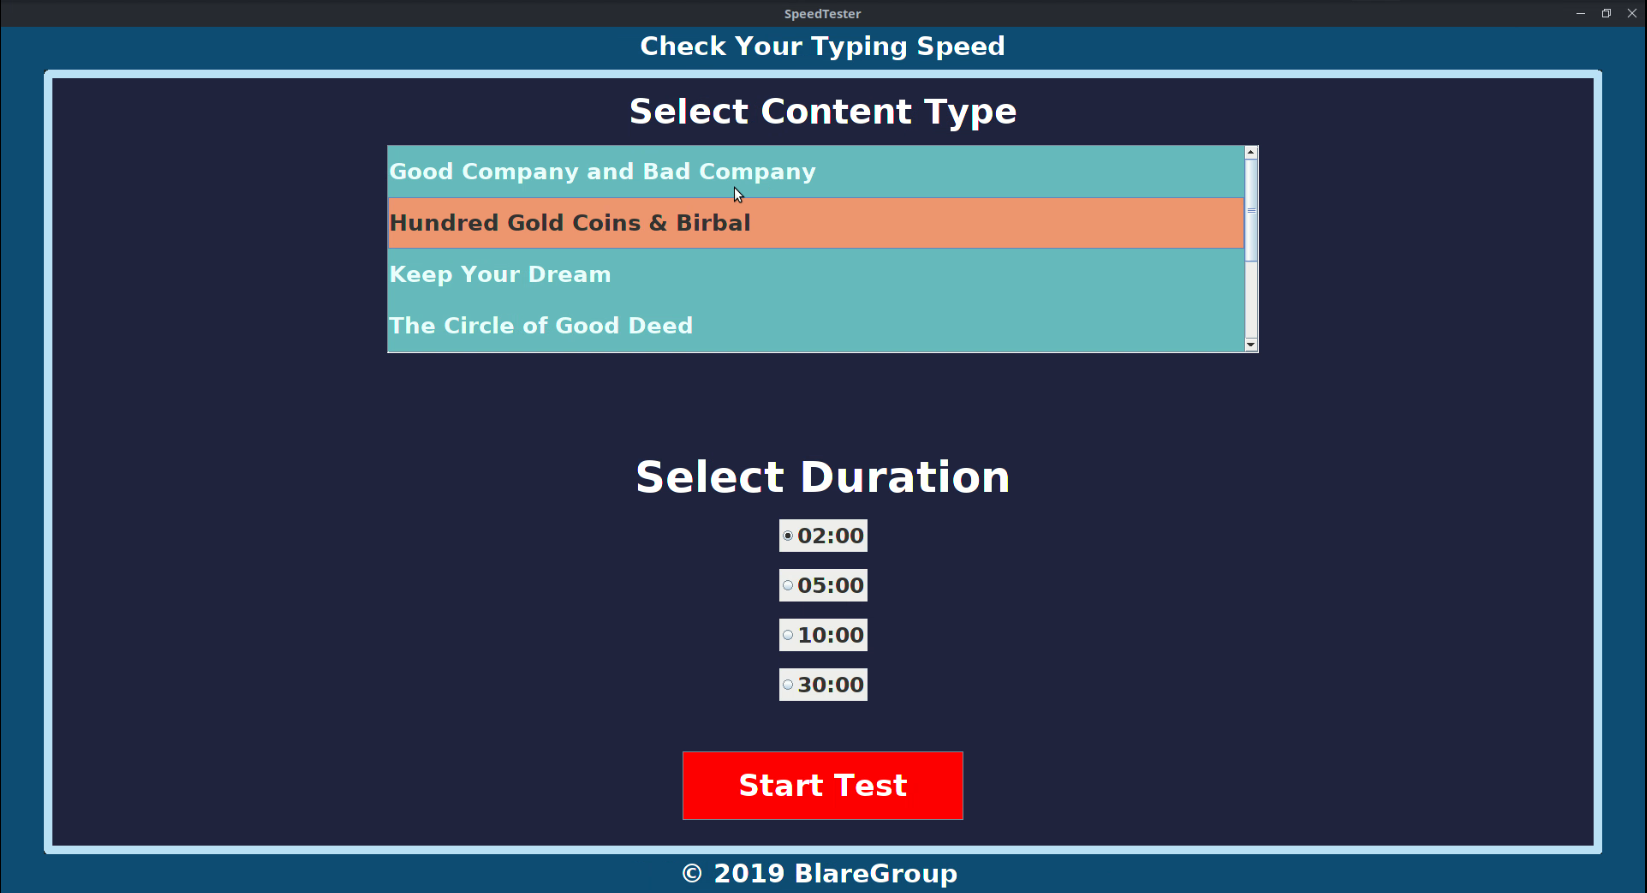 SpeedTester
Check Your Typing Speed
Select Content Type
Good Company and Bad Company
Hundred Gold Coins & Birbal
Keep Your Dream
The Circle of Good Deed
Select Duration
02:00
05:00
10:00
30:00
Start Test
© 2019 BlareGroup